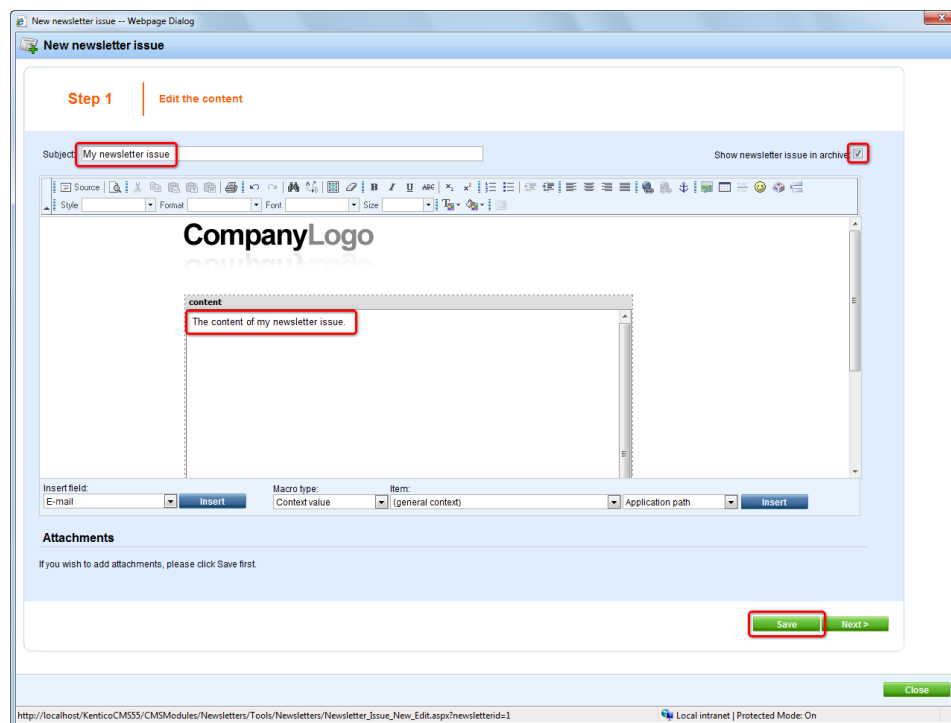 New newsletter issue -- Webpage Dialog
New newsletter issue
Step 1 Edit the content
Subject: My newsletter issue Show newsletter issue in archive:
Source B I U ABC x₂ x²
Style Format Font Size
CompanyLogo
content
The content of my newsletter issue.
Insert field: Macro type: Item:
E-mail Insert Context value (general context) Application path Insert
Attachments
If you wish to add attachments, please click Save first.
Save Next >
Close
http://localhost/KenticoCMS55/CMSModules/Newsletters/Tools/Newsletters/Newsletter_Issue_New_Edit.aspx?newsletterid=1 Local intranet | Protected Mode: On